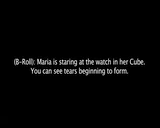 (B-Roll): Maria is staring at the watch in her Cube.
You can see tears beginning to form.